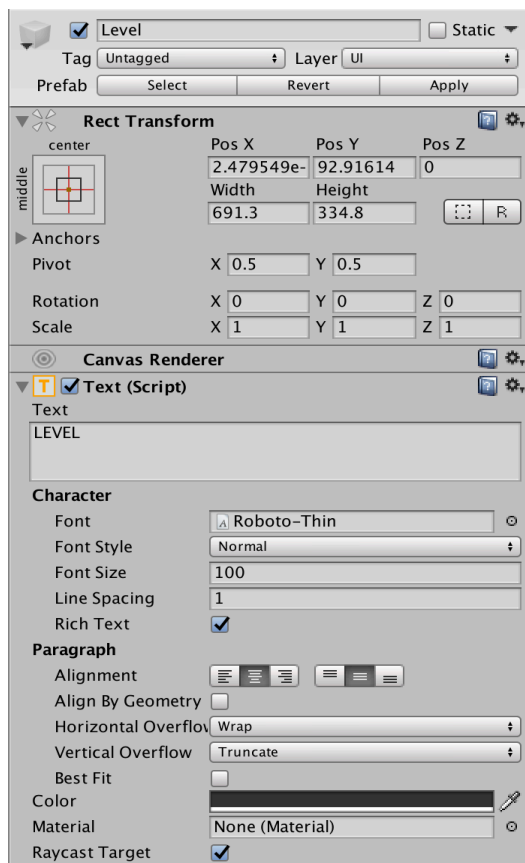 Level Static
Tag Untagged Layer UI
Prefab Select Revert Apply
Rect Transform
center Pos X Pos Y Pos Z
middle 2.479549e- 92.91614 0
Width Height
691.3 334.8 R
Anchors
Pivot X 0.5 Y 0.5
Rotation X 0 Y 0 Z 0
Scale X 1 Y 1 Z 1
Canvas Renderer
T Text (Script)
Text
LEVEL
Character
Font Roboto-Thin
Font Style Normal
Font Size 100
Line Spacing 1
Rich Text
Paragraph
Alignment
Align By Geometry
Horizontal Overflov Wrap
Vertical Overflow Truncate
Best Fit
Color
Material None (Material)
Raycast Target